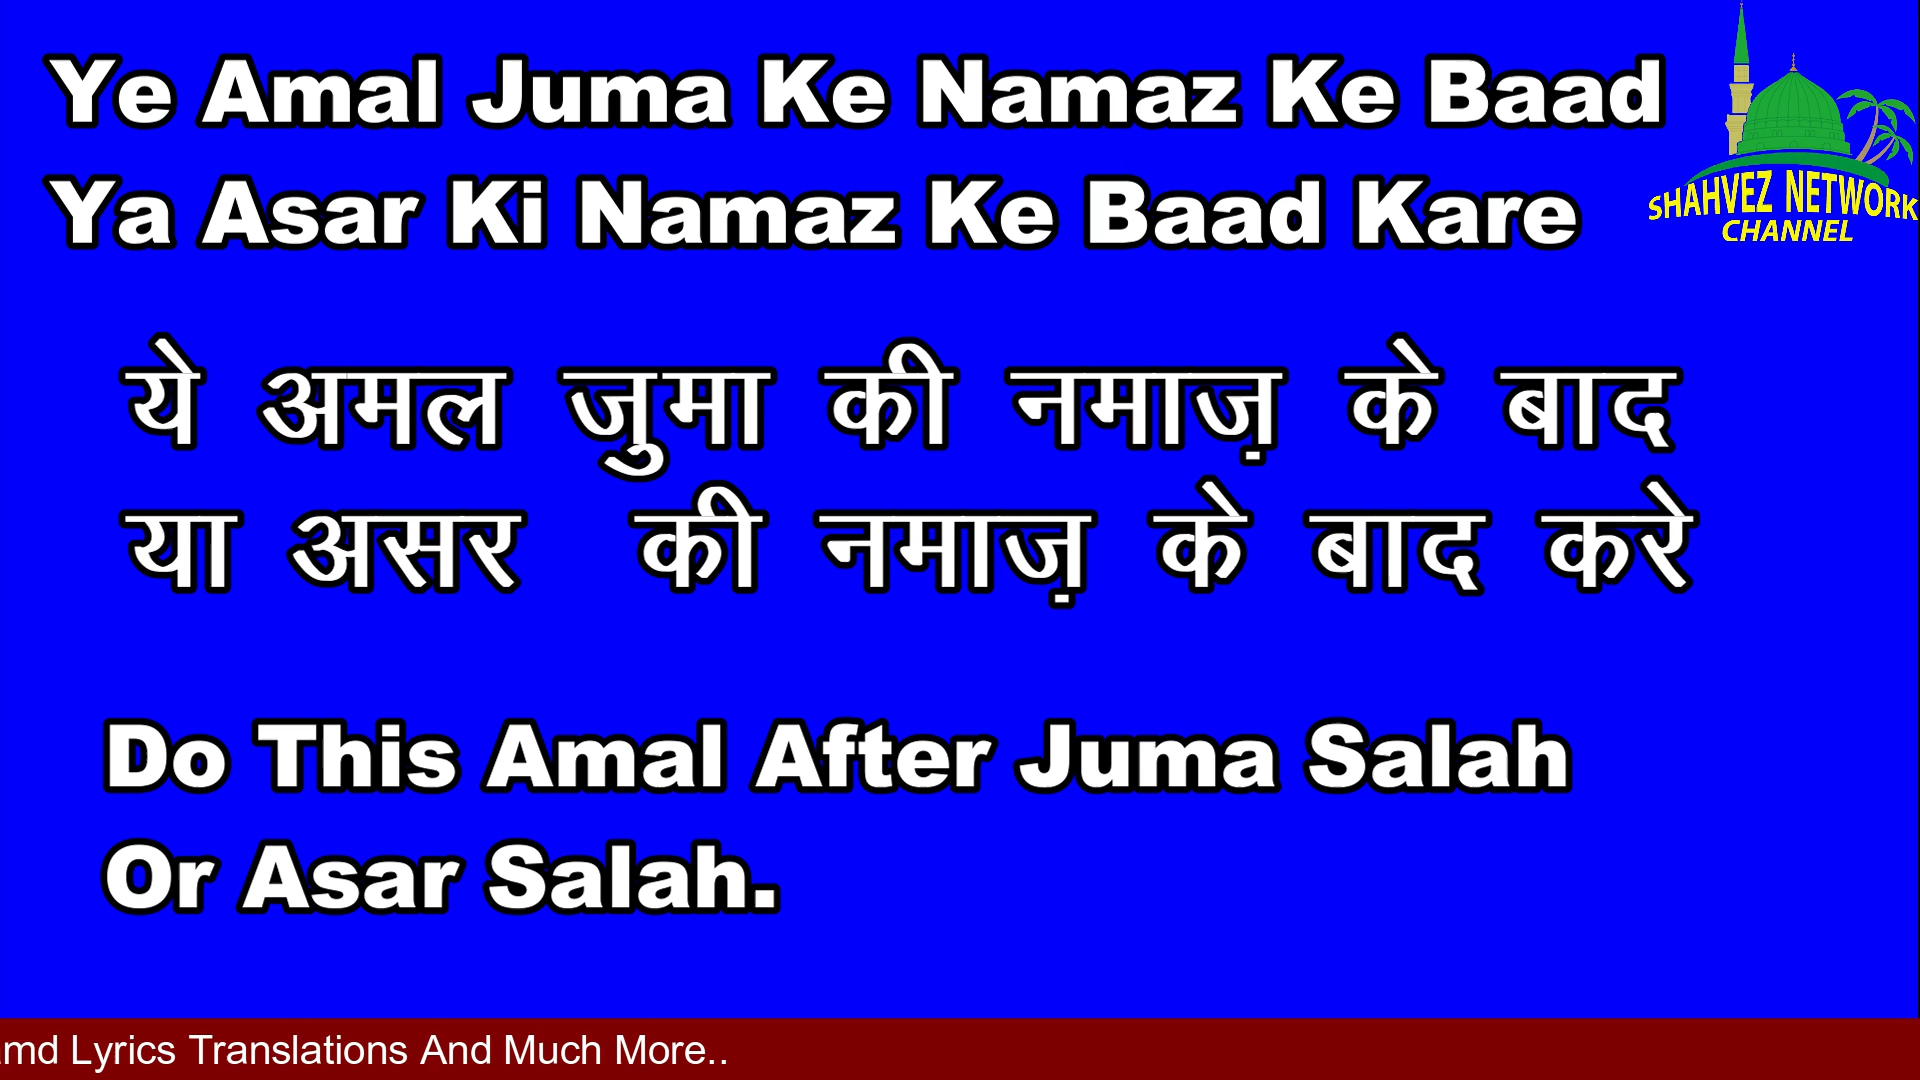 Ye Amal Juma Ke Namaz Ke Baad
Ya Asar Ki Namaz Ke Baad Kare
SHAHVEZ NETWORK
CHANNEL
ये अमल जुमा की नमाज़ के बाद
या असर की नमाज़ के बाद करे
Do This Amal After Juma Salah
Or Asar Salah.
Lyrics Translations And Much More..